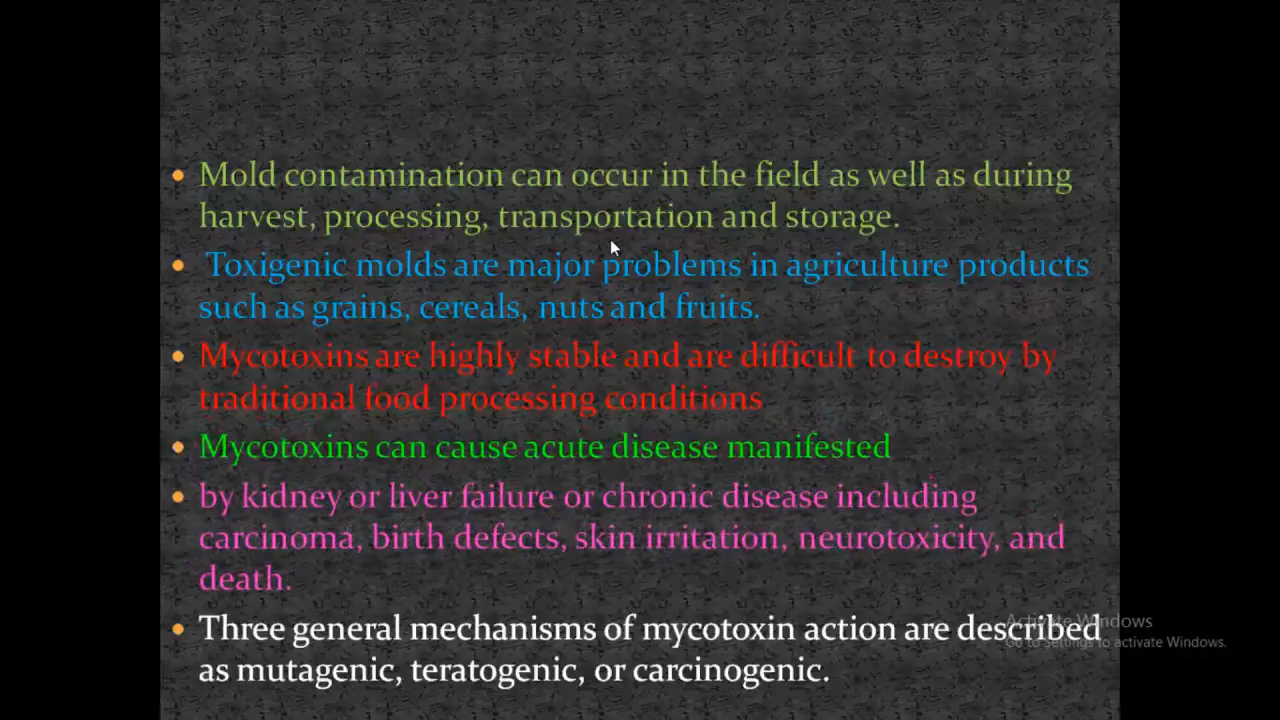 • Mold contamination can occur in the field as well as during
harvest, processing, transportation and storage.
• Toxigenic molds are major problems in agriculture products
such as grains, cereals, nuts and fruits.
• Mycotoxins are highly stable and are difficult to destroy by
traditional food processing conditions
• Mycotoxins can cause acute disease manifested
• by kidney or liver failure or chronic disease including
carcinoma, birth defects, skin irritation, neurotoxicity, and
death.
• Three general mechanisms of mycotoxin action are described
as mutagenic, teratogenic, or carcinogenic.
Activate Windows
Go to Settings to activate Windows.